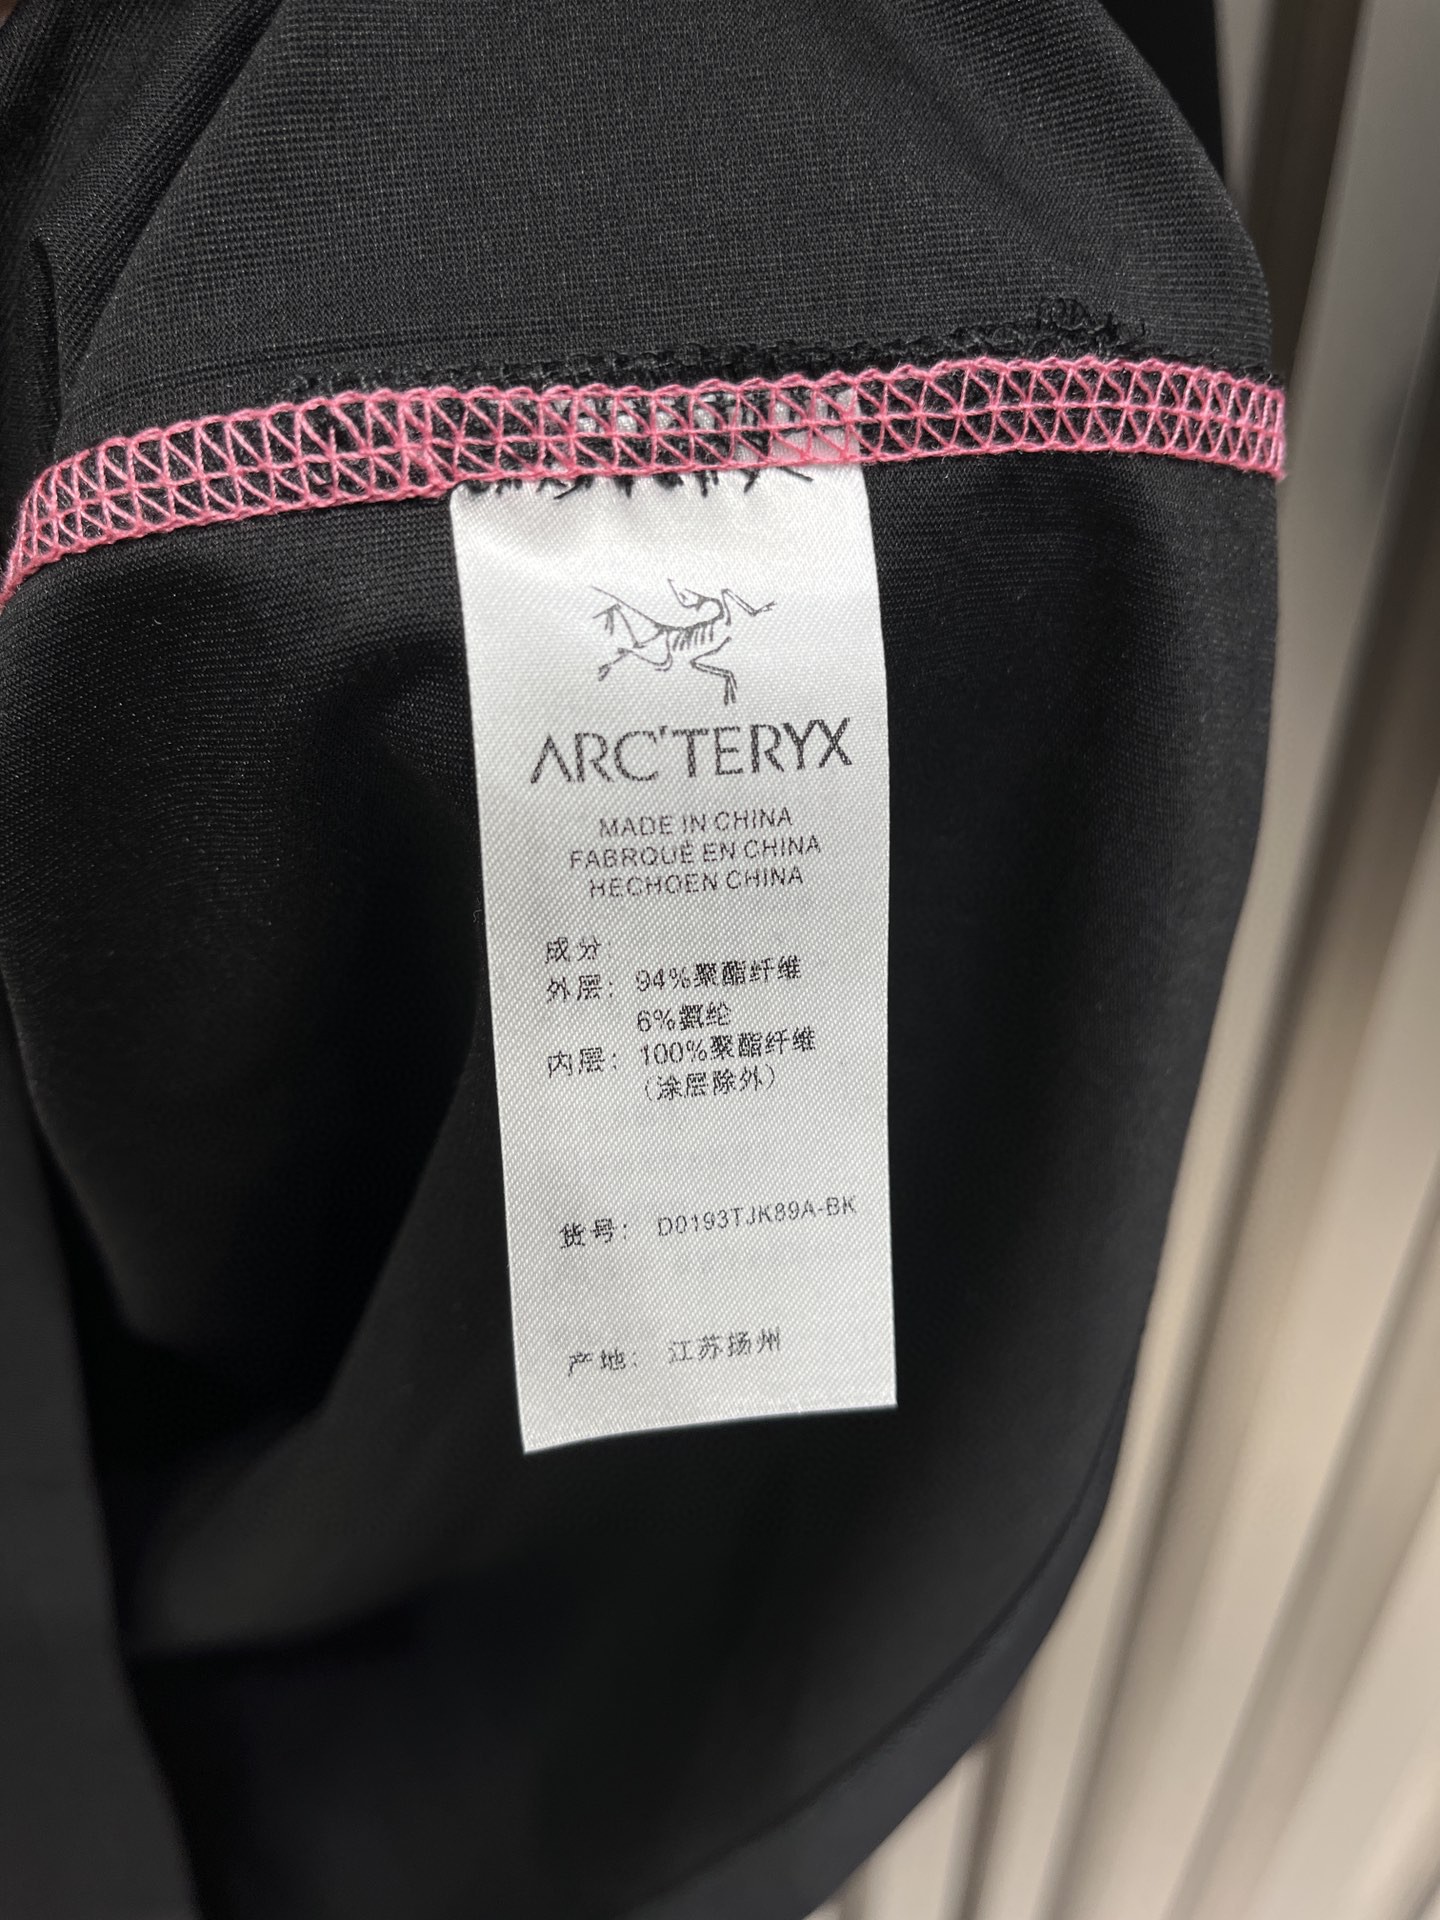 ARC'TERYX
MADE IN CHINA
FABRQUÉ EN CHINA
HECHOEN CHINA
成分:
外层: 94%聚酯纤维
6%氨纶
内层: 100%聚酯纤维
(涂层除外)
货号: D0193TJK89A-BK
产地: 江苏扬州